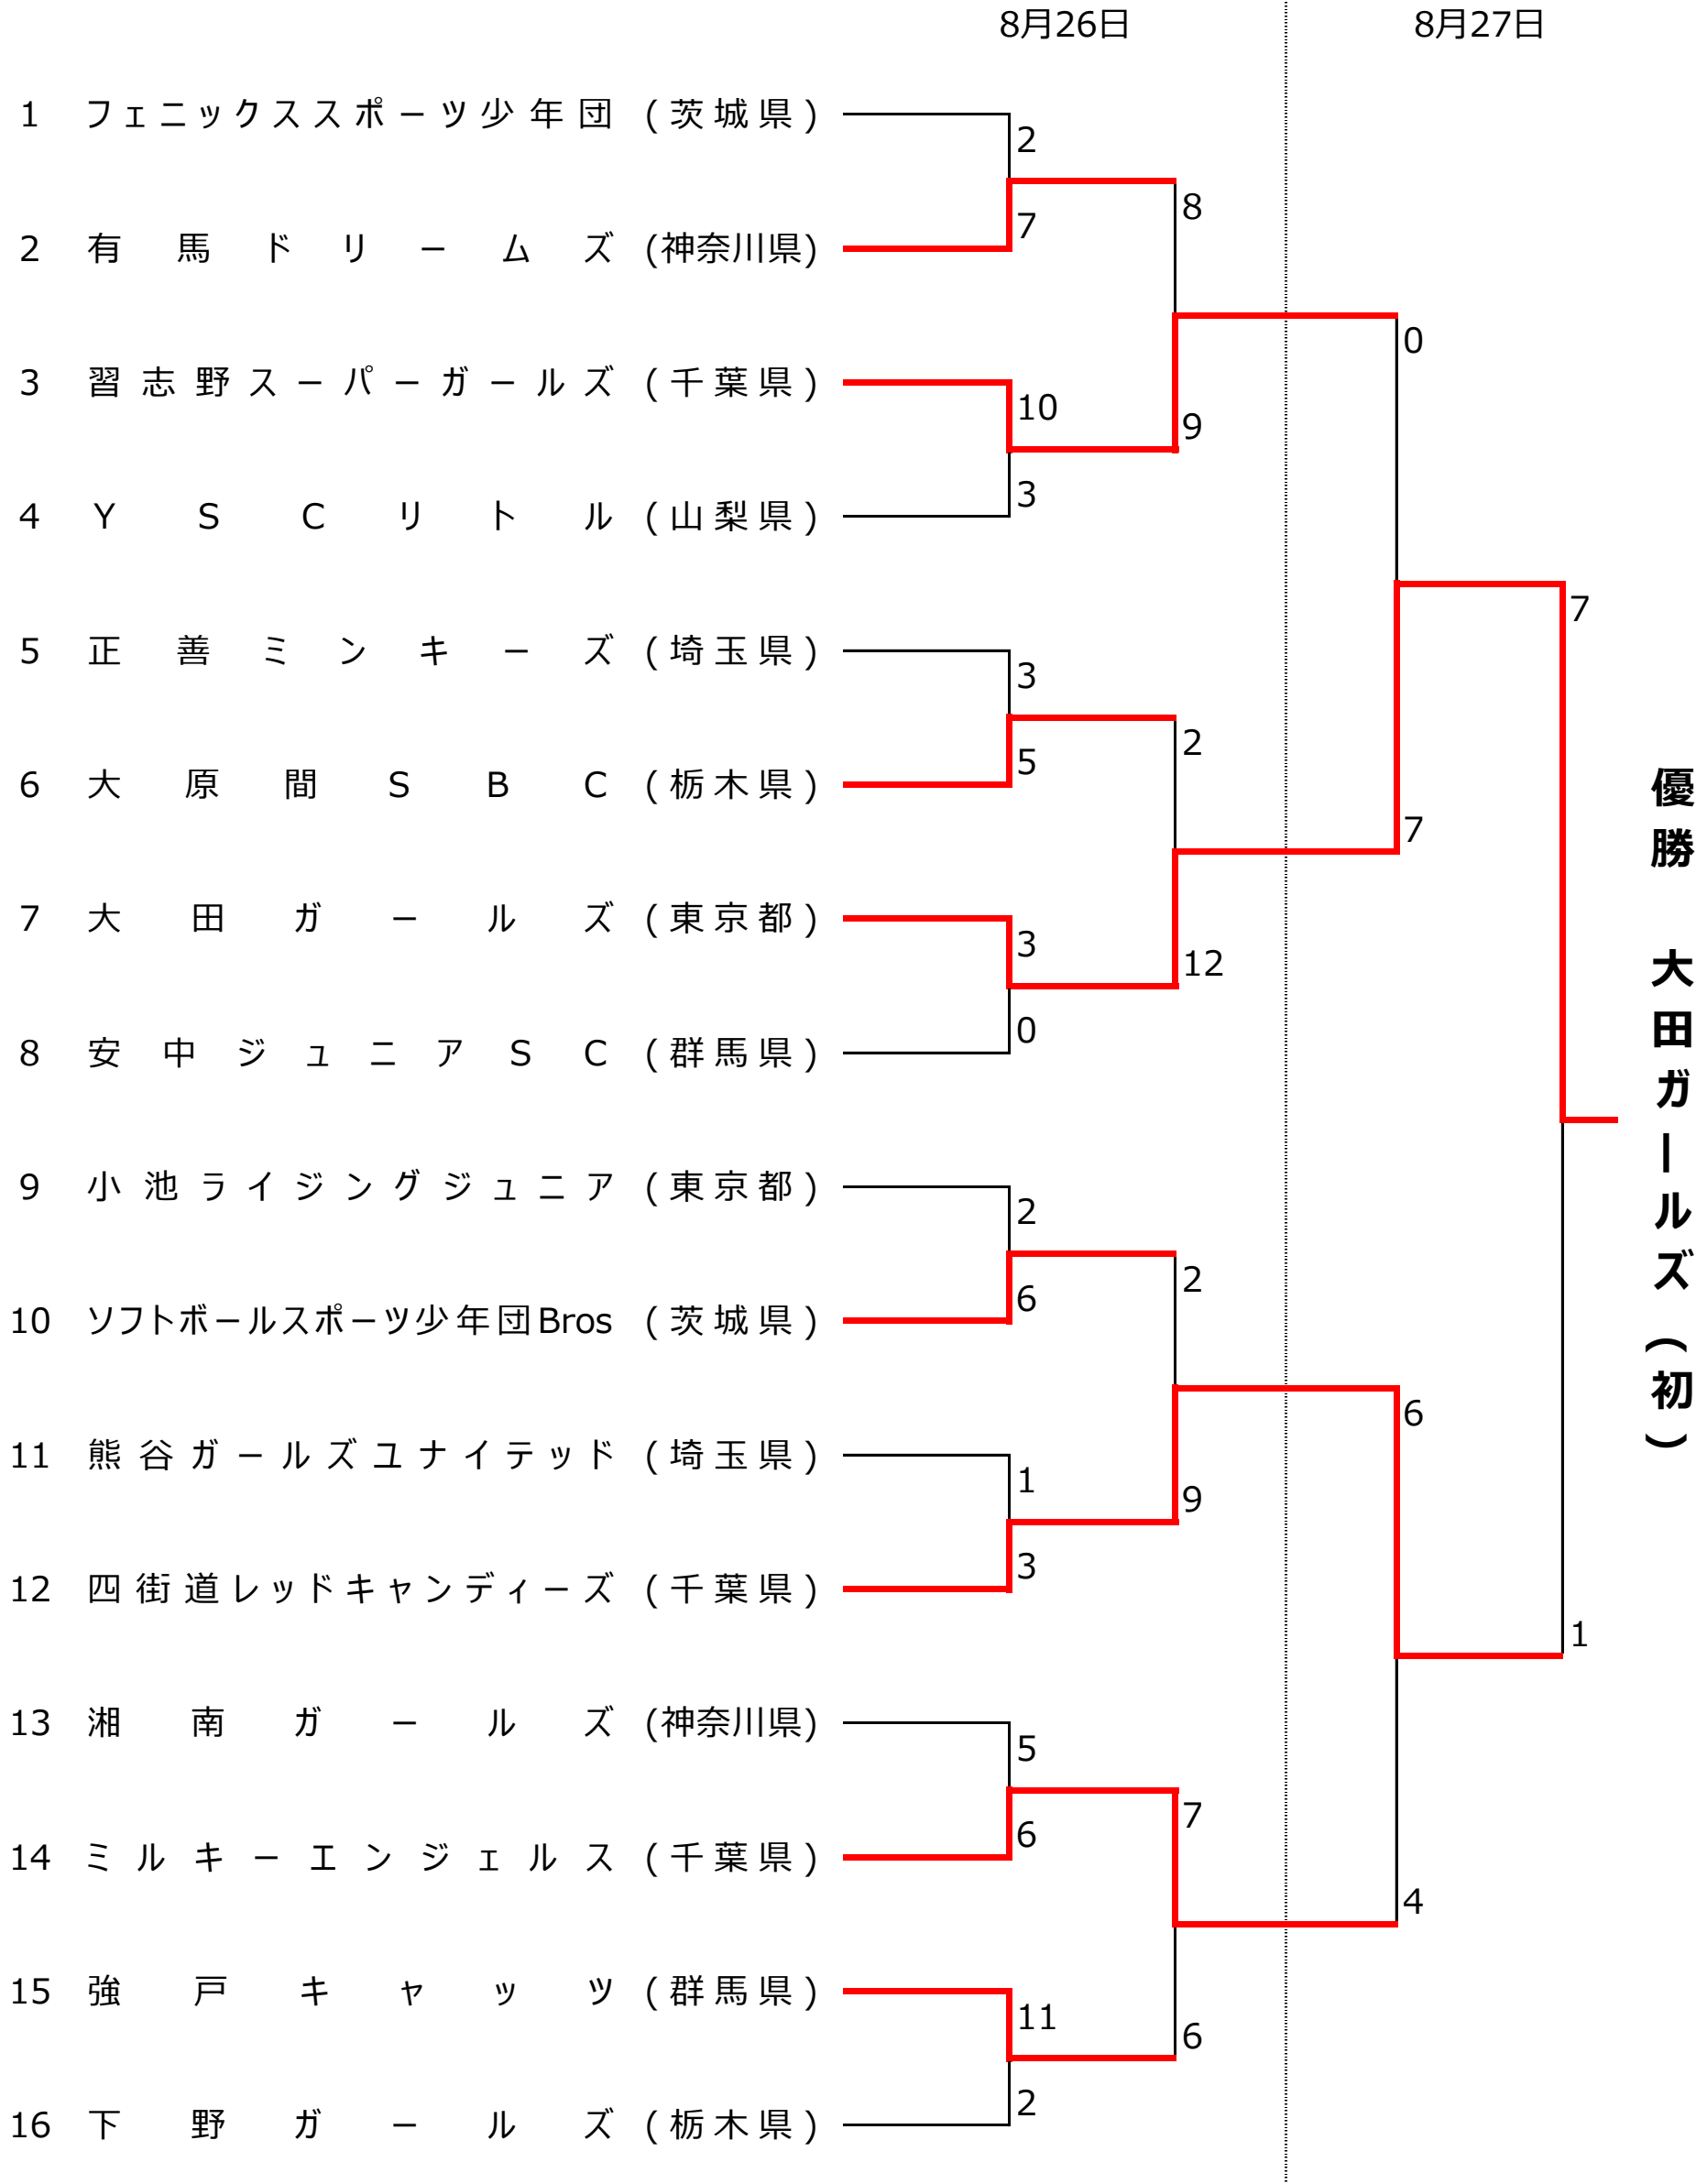 8月26日 8月27日
1 フェニックススポーツ少年団 (茨城県)
2
2 有馬ドリームズ (神奈川県)
7
8
3 習志野スーパーガールズ (千葉県)
10
9
0
4 YSCリトル (山梨県)
3
5 正善ミンキーズ (埼玉県)
3
6 大原間SBC (栃木県)
5
2
7
7 大田ガールズ (東京都)
3
12
7
8 安中ジュニアSC (群馬県)
0
9 小池ライジングジュニア (東京都)
2
10 ソフトボールスポーツ少年団Bros (茨城県)
6
2
11 熊谷ガールズユナイテッド (埼玉県)
1
9
6
12 四街道レッドキャンディーズ (千葉県)
3
1
13 湘南ガールズ (神奈川県)
5
14 ミルキーエンジェルス (千葉県)
6
7
4
15 強戸キャッツ (群馬県)
11
6
16 下野ガールズ (栃木県)
2
優勝 大田ガールズ(初)